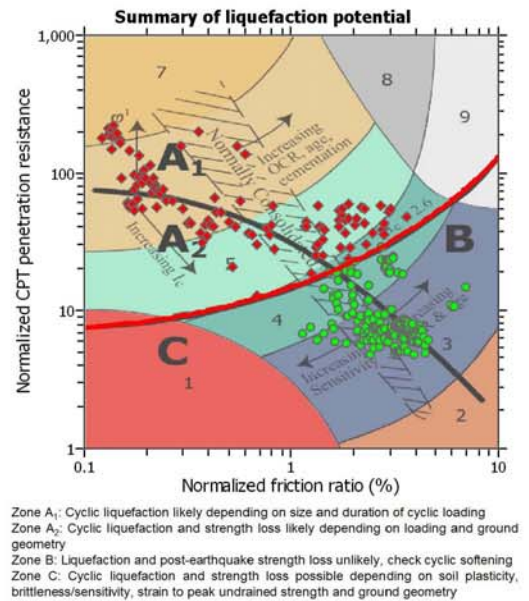 Summary of liquefaction potential
1,000
100
10
1
0.1
1
10
Normalized CPT penetration resistance
Normalized friction ratio (%)
7
8
9
A1
Increasing
OCR, age,
cementation
Normally
A2
Increasing Ic
5
2.6
B
4
Increasing
Sensitivity
3
C
1
2
Zone A1: Cyclic liquefaction likely depending on size and duration of cyclic loading
Zone A2: Cyclic liquefaction and strength loss likely depending on loading and ground
geometry
Zone B: Liquefaction and post-earthquake strength loss unlikely, check cyclic softening
Zone C: Cyclic liquefaction and strength loss possible depending on soil plasticity,
brittleness/sensitivity, strain to peak undrained strength and ground geometry